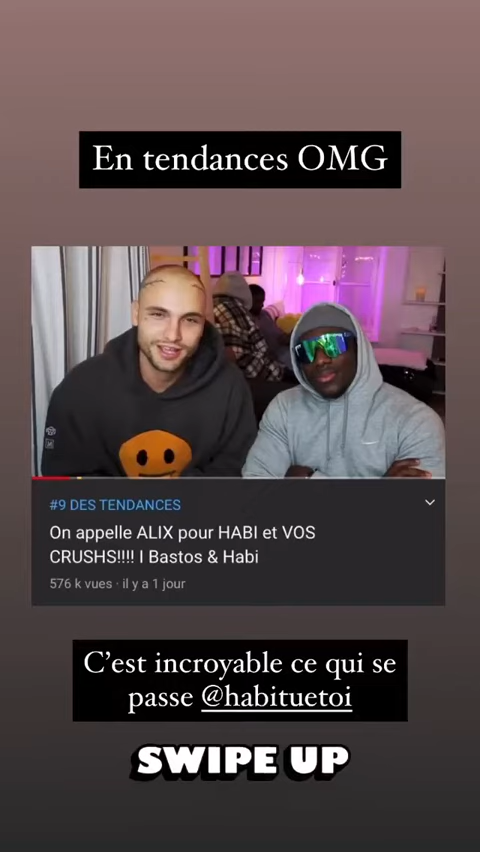 En tendances OMG
#9 DES TENDANCES
On appelle ALIX pour HABI et VOS
CRUSHS!!!! I Bastos & Habi
576 k vues · il y a 1 jour
C’est incroyable ce qui se
passe @habituetoi
SWIPE UP